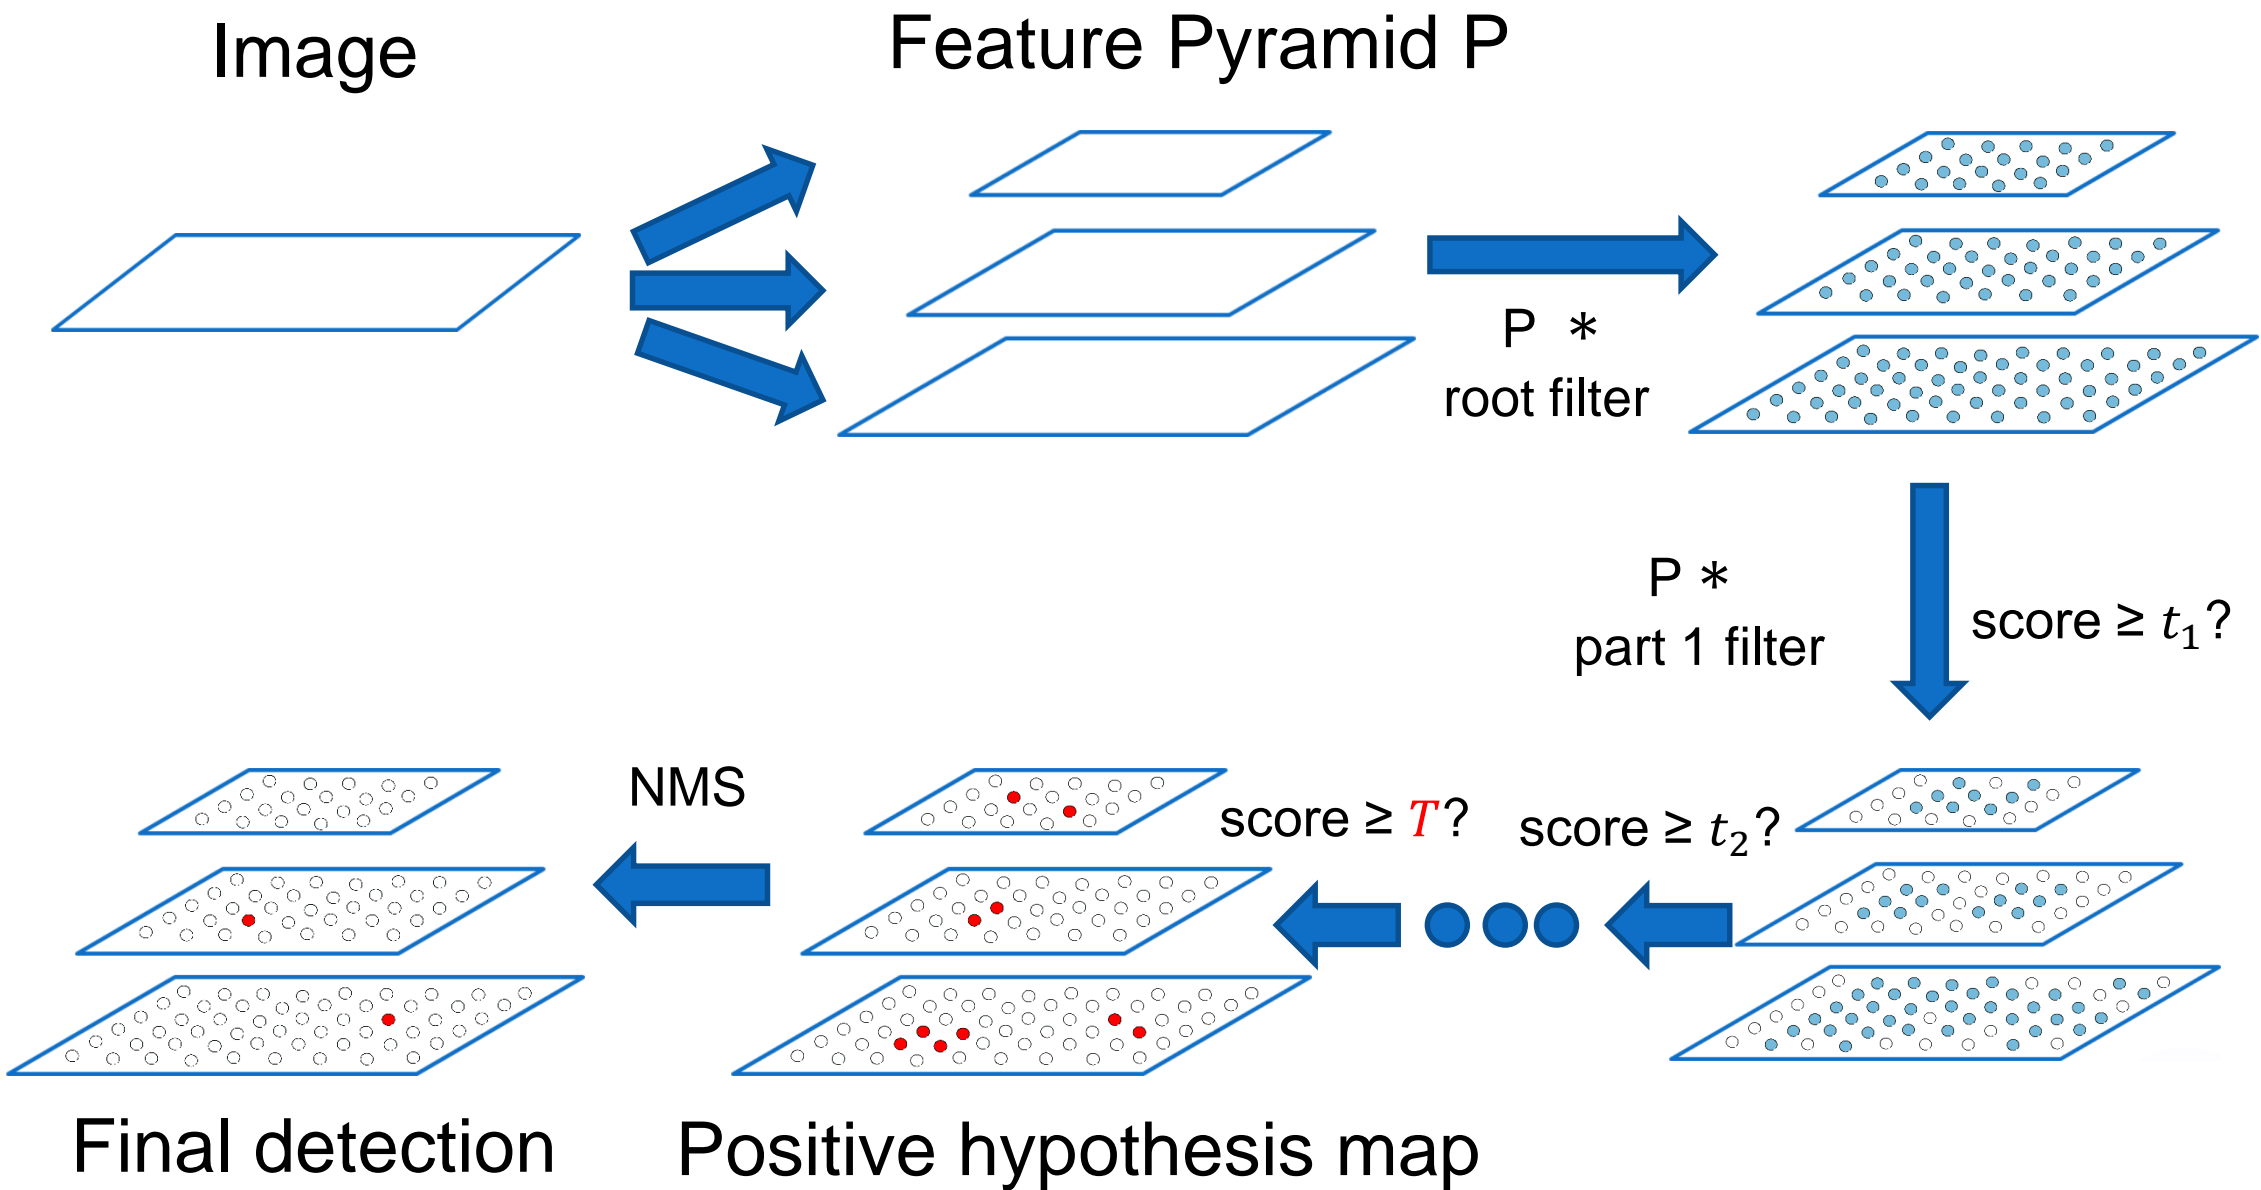 Image
Feature Pyramid P
P ∗
root filter
P ∗
part 1 filter
score ≥ t₁?
score ≥ t₂?
score ≥ T?
NMS
Positive hypothesis map
Final detection